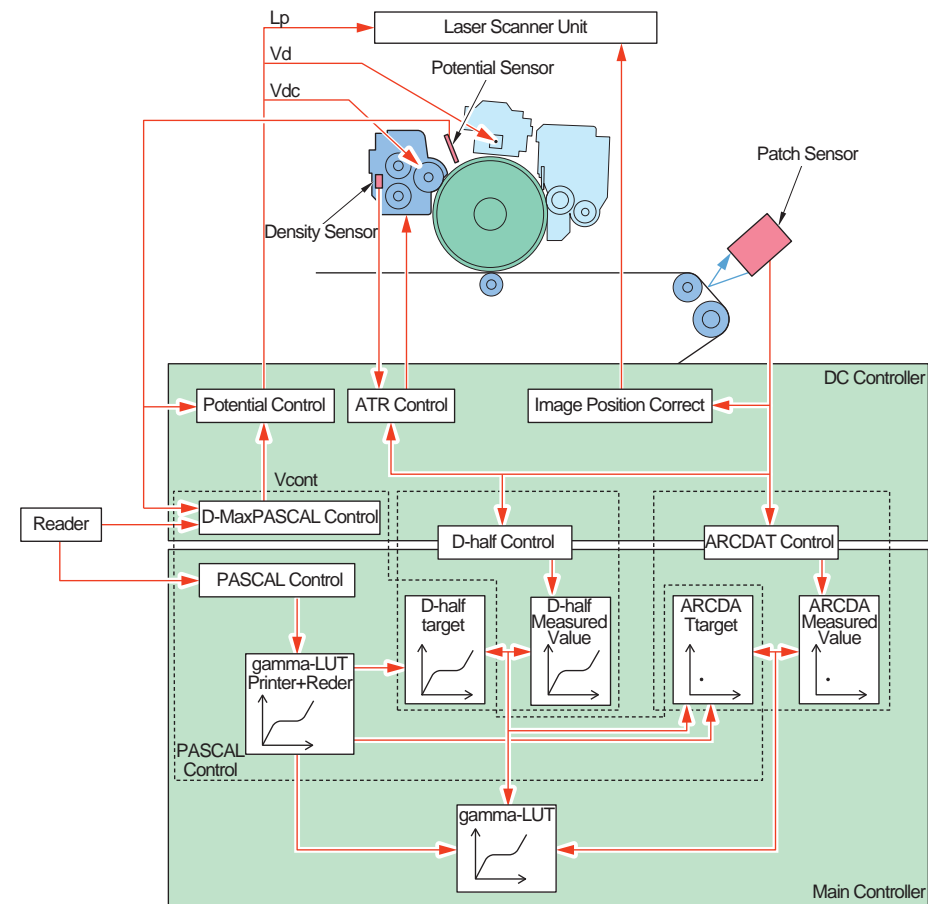 Lp
Laser Scanner Unit
Vd
Potential Sensor
Vdc
Patch Sensor
Density Sensor
DC Controller
Potential Control
ATR Control
Image Position Correct
Vcont
Reader
D-MaxPASCAL Control
D-half Control
ARCDAT Control
PASCAL Control
D-half
target
D-half
Measured
Value
ARCDA
Ttarget
ARCDA
Measured
Value
gamma-LUT
Printer+Reder
PASCAL
Control
gamma-LUT
Main Controller